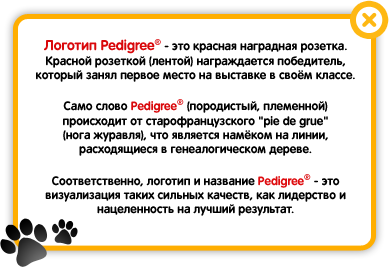 Логотип Pedigree® - это красная наградная розетка.
Красной розеткой (лентой) награждается победитель,
который занял первое место на выставке в своём классе.
Само слово Pedigree® (породистый, племенной)
происходит от старофранцузского "pie de grue"
(нога журавля), что является намёком на линии,
расходящиеся в генеалогическом дереве.
Соответственно, логотип и название Pedigree® - это
визуализация таких сильных качеств, как лидерство и
нацеленность на лучший результат.